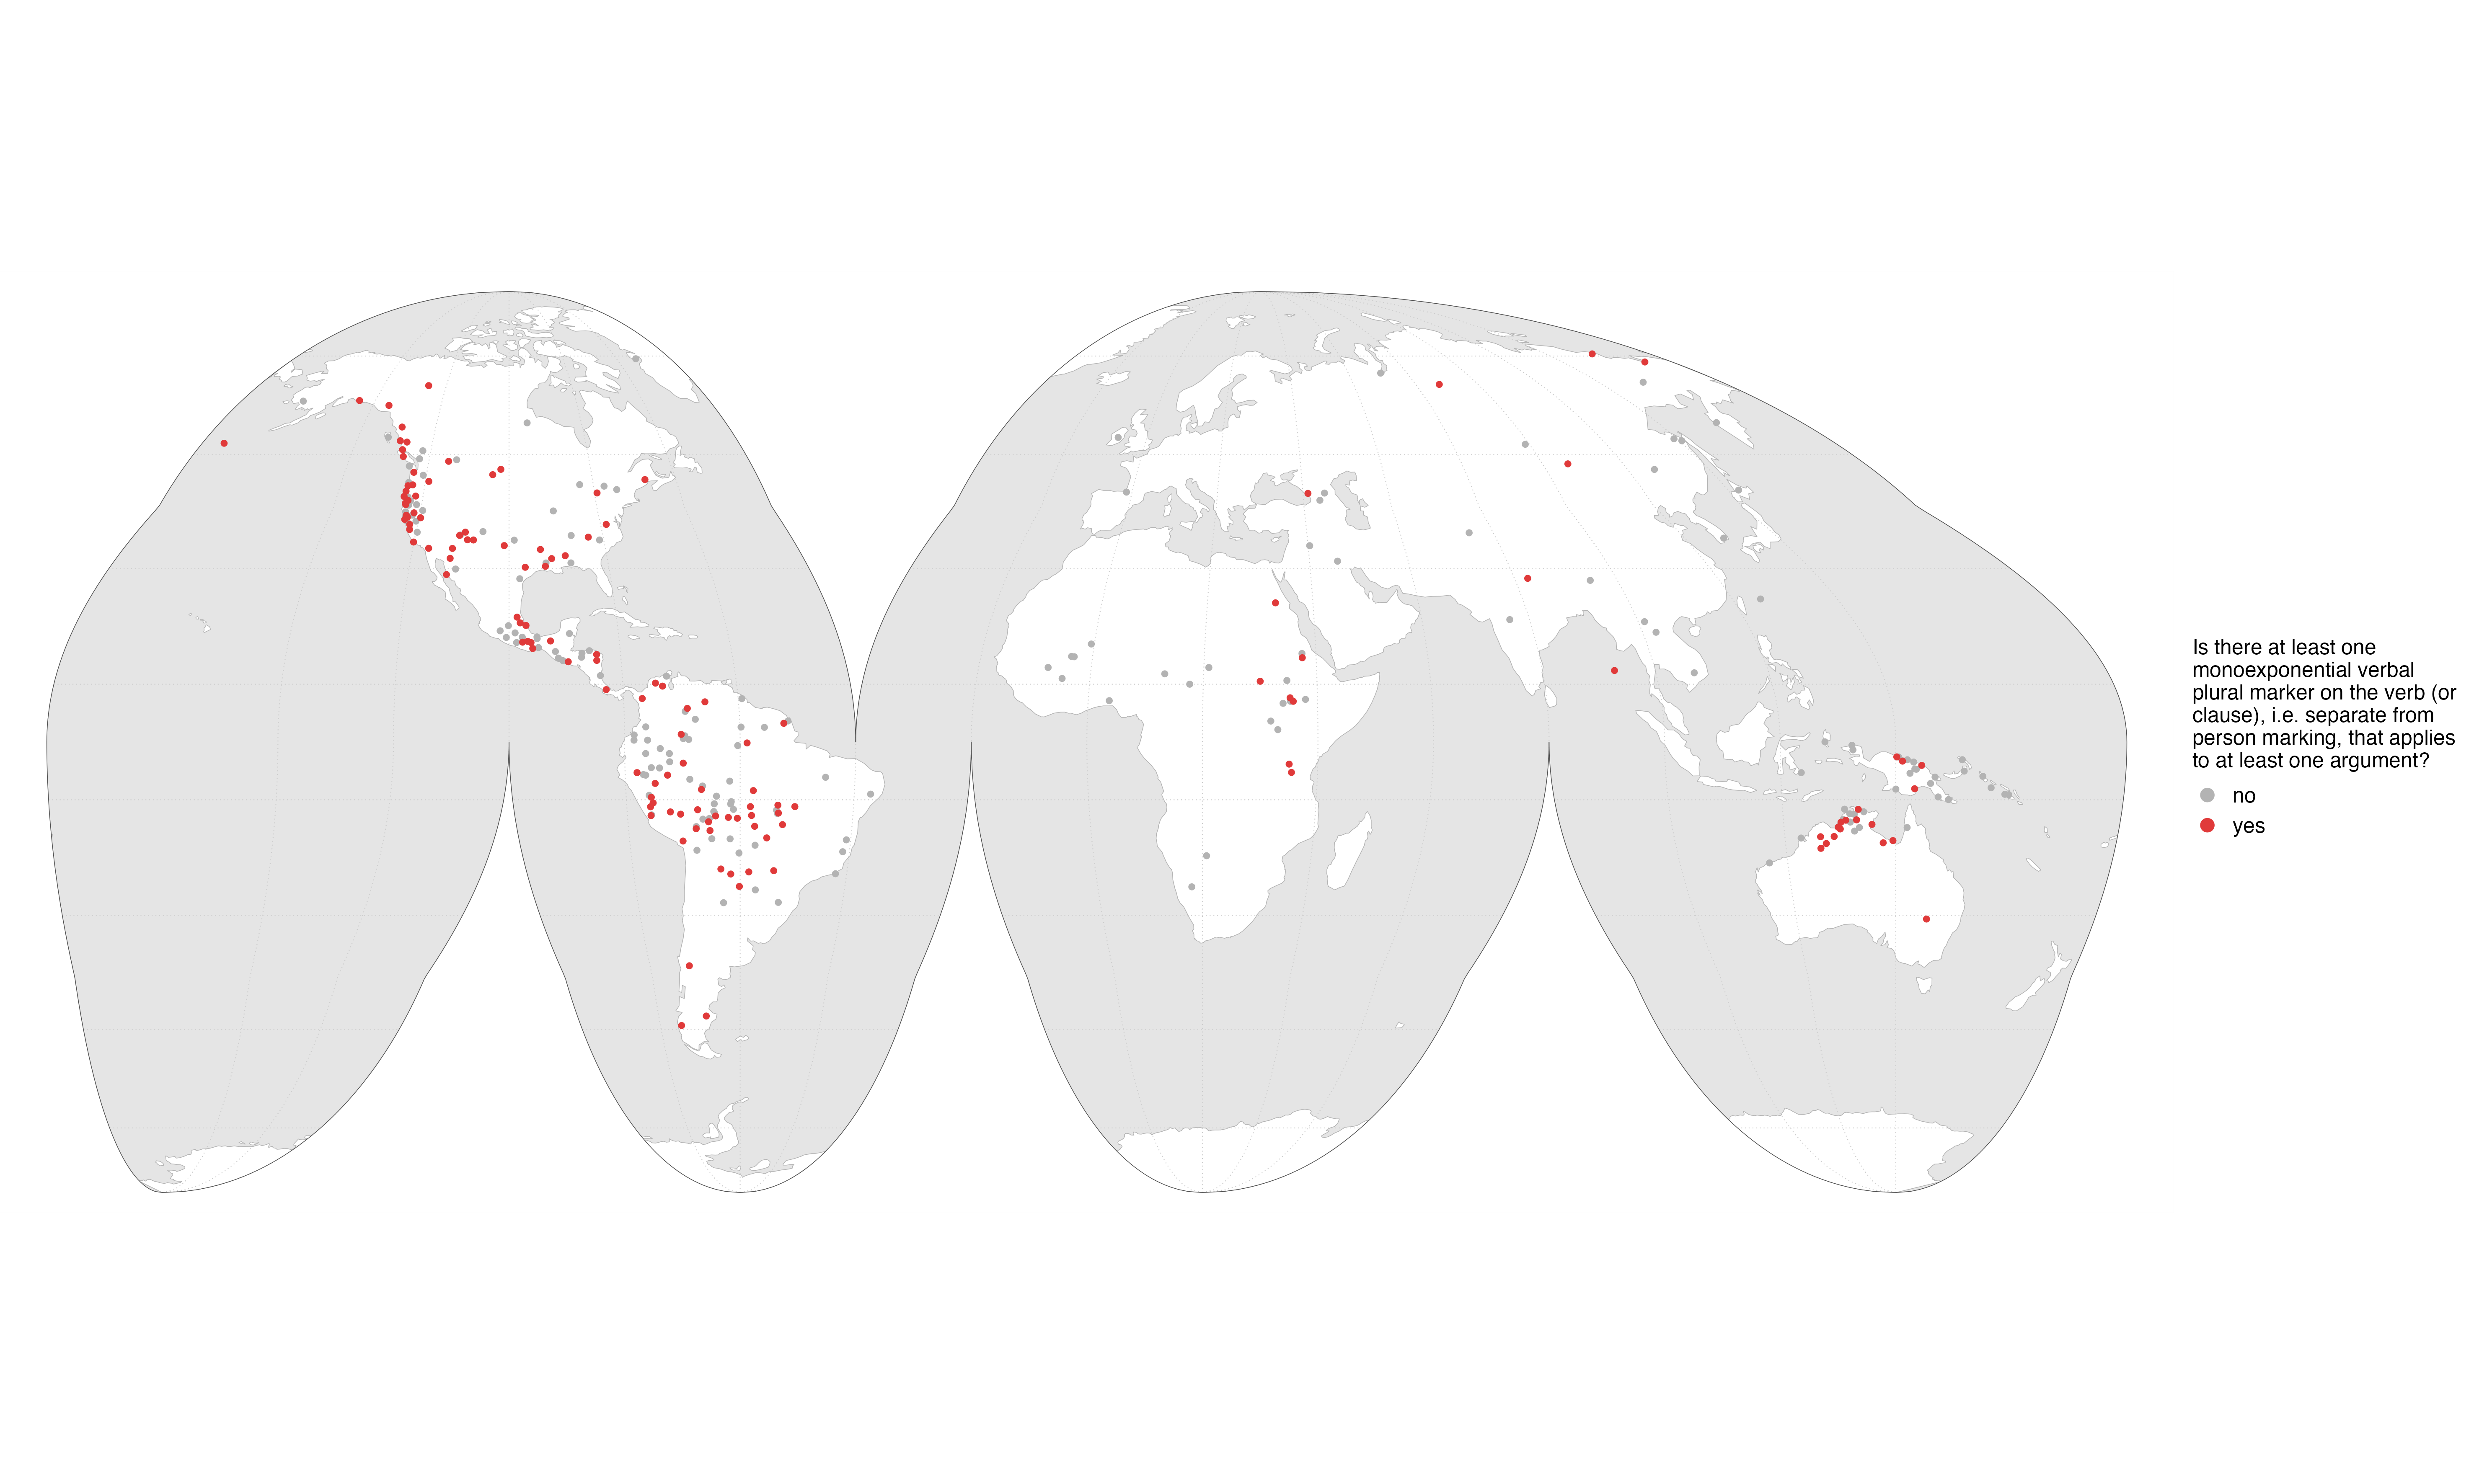 Is there at least one
monoexponential verbal
plural marker on the verb (or
clause), i.e. separate from
person marking, that applies
to at least one argument?
no
yes